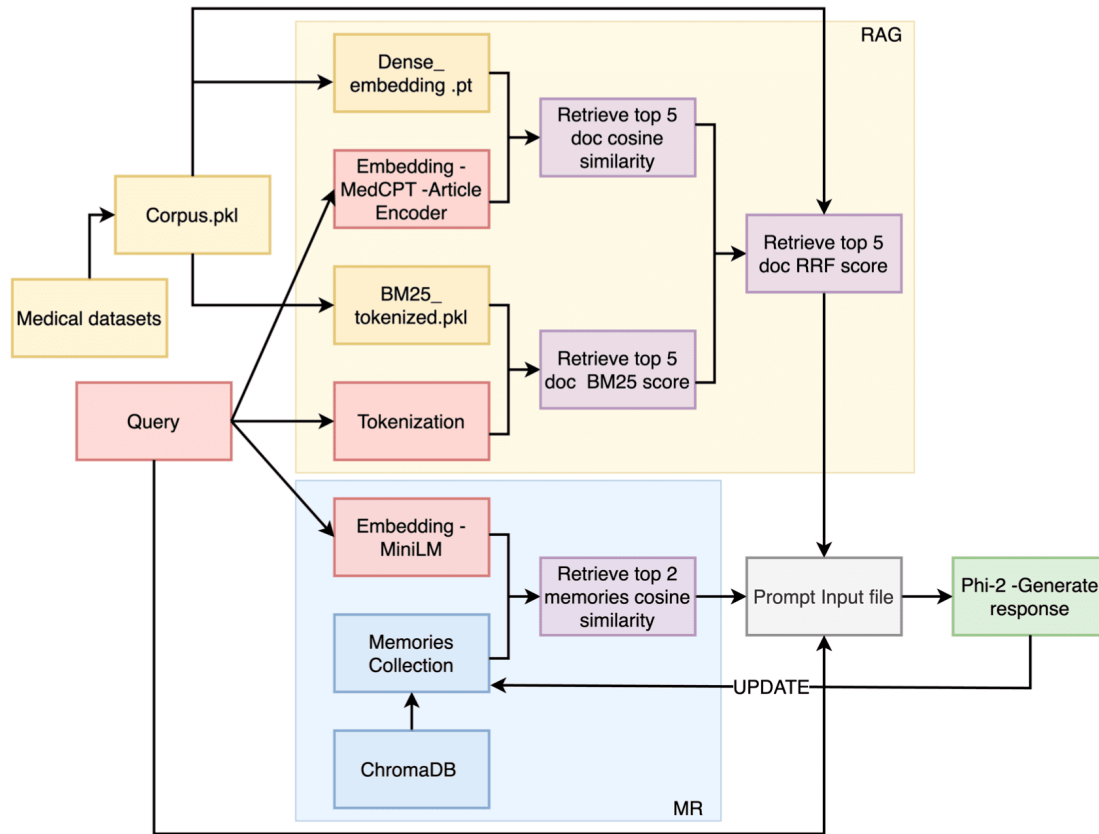 RAG
Dense_
embedding .pt
Retrieve top 5
doc cosine
similarity
Embedding -
MedCPT -Article
Encoder
Corpus.pkl
Retrieve top 5
doc RRF score
Medical datasets
BM25_
tokenized.pkl
Retrieve top 5
doc BM25 score
Query
Tokenization
Embedding -
MiniLM
Retrieve top 2
memories cosine
similarity
Prompt Input file
Phi-2 -Generate
response
Memories
Collection
UPDATE
ChromaDB
MR